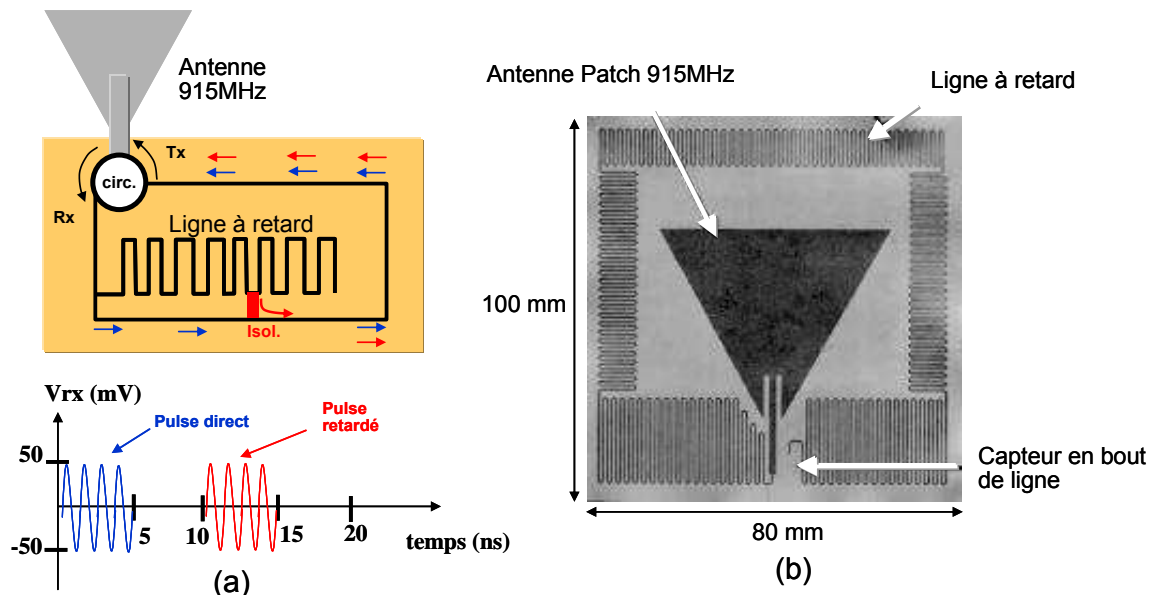 Antenne
915MHz
Tx
circ.
Rx
Ligne à retard
Isol.
Vrx (mV)
Pulse direct
Pulse
retardé
50
-50
5
10
15
20
temps (ns)
(a)
Antenne Patch 915MHz
Ligne à retard
100 mm
Capteur en bout
de ligne
80 mm
(b)